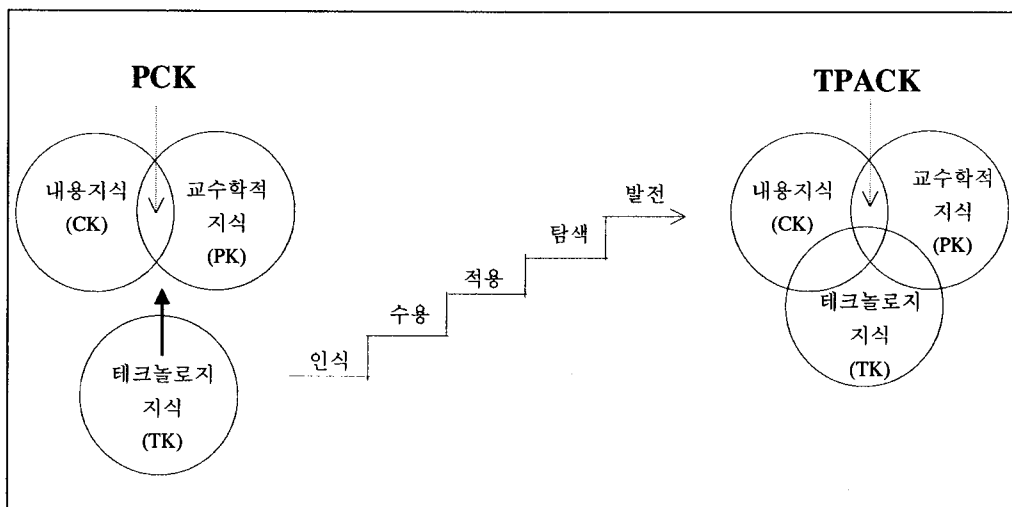 PCK
내용지식
(CK)
교수학적
지식
(PK)
테크놀로지
지식
(TK)
인식
수용
적용
탐색
발전
TPACK
내용지식
(CK)
교수학적
지식
(PK)
테크놀로지
지식
(TK)